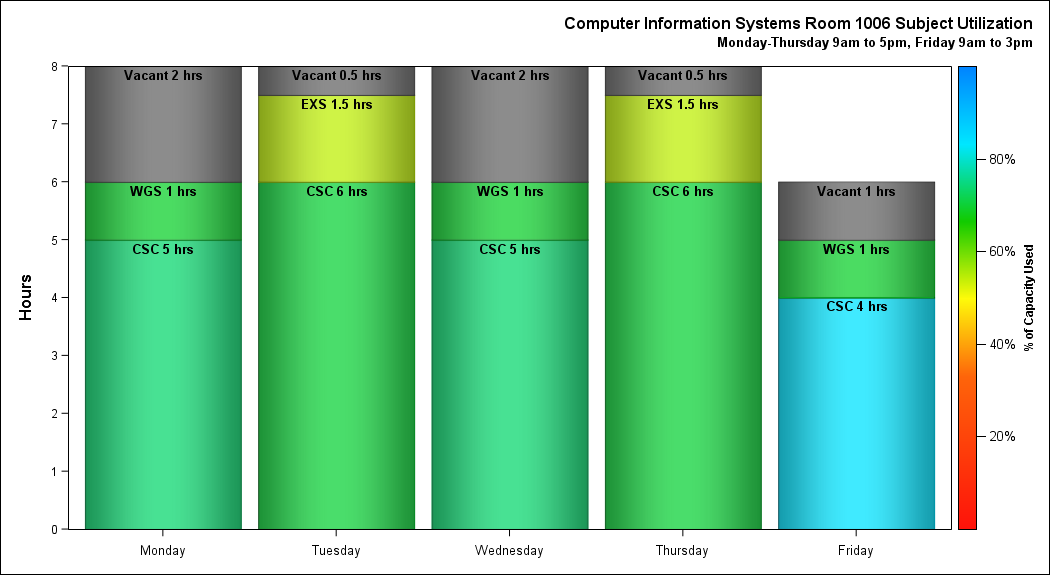 Computer Information Systems Room 1006 Subject Utilization
Monday-Thursday 9am to 5pm, Friday 9am to 3pm
Hours
8
7
6
5
4
3
2
1
0
Vacant 2 hrs
WGS 1 hrs
CSC 5 hrs
Vacant 0.5 hrs
EXS 1.5 hrs
CSC 6 hrs
Vacant 2 hrs
WGS 1 hrs
CSC 5 hrs
Vacant 0.5 hrs
EXS 1.5 hrs
CSC 6 hrs
Vacant 1 hrs
WGS 1 hrs
CSC 4 hrs
Monday
Tuesday
Wednesday
Thursday
Friday
80%
60%
40%
20%
% of Capacity Used